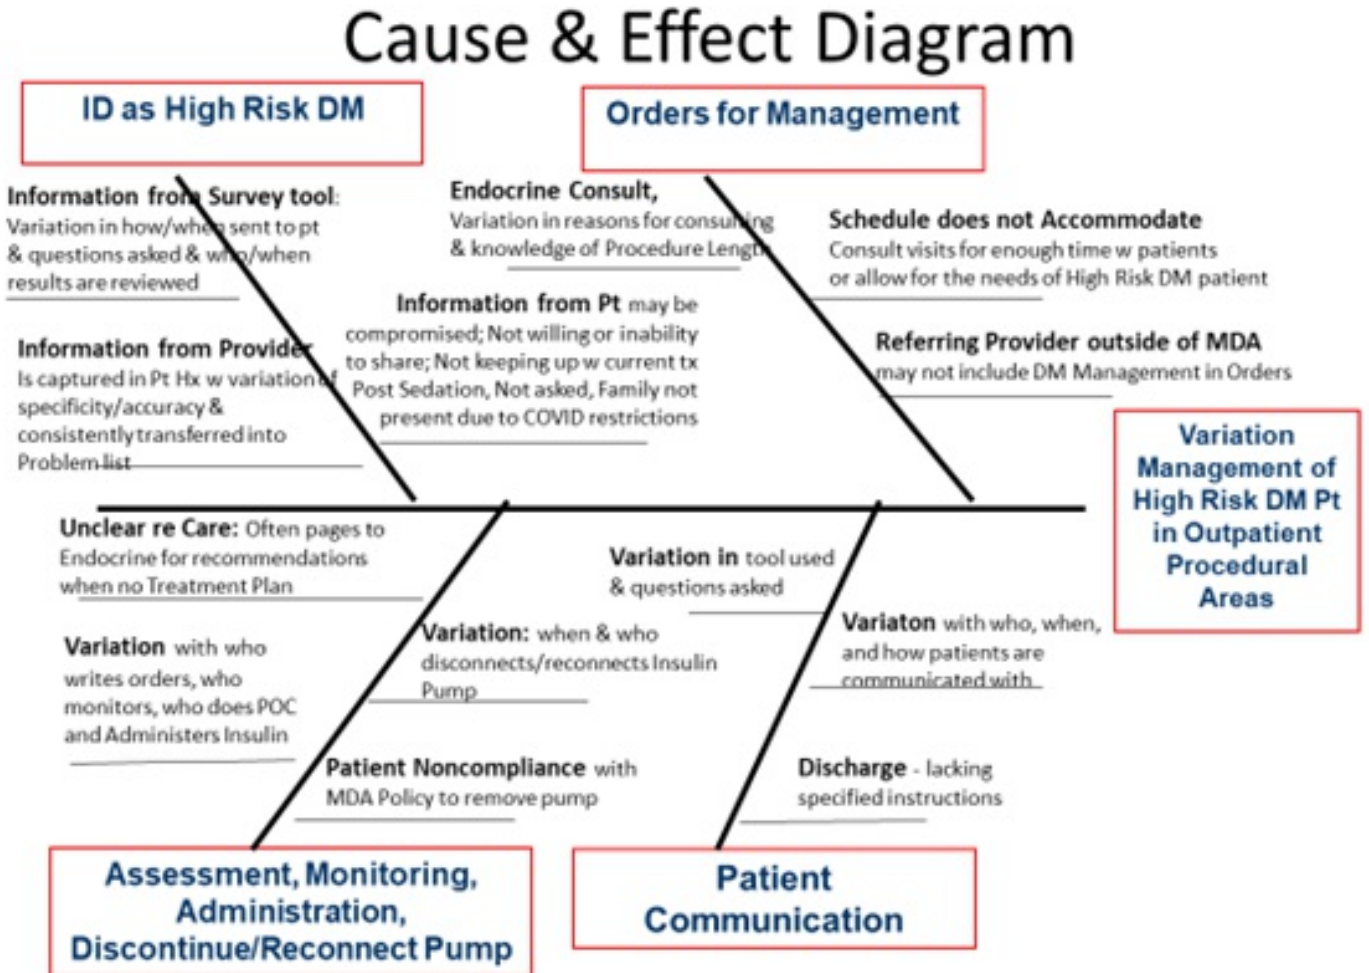 Cause & Effect Diagram
ID as High Risk DM
Orders for Management
Information from Survey tool:
Variation in how/when sent to pt
& questions asked & who/when
results are reviewed
Endocrine Consult,
Variation in reasons for consulting
& knowledge of Procedure Length
Schedule does not Accommodate
Consult visits for enough time w patients
or allow for the needs of High Risk DM patient
Information from Provider
Is captured in Pt Hx w variation of
specificity/accuracy &
consistently transferred into
Problem list
Information from Pt may be
compromised; Not willing or inability
to share; Not keeping up w current tx
Post Sedation, Not asked, Family not
present due to COVID restrictions
Referring Provider outside of MDA
may not include DM Management in Orders
Variation
Management of
High Risk DM Pt
in Outpatient
Procedural
Areas
Unclear re Care: Often pages to
Endocrine for recommendations
when no Treatment Plan
Variation in tool used
& questions asked
Variation with who
writes orders, who
monitors, who does POC
and Administers Insulin
Variation: when & who
disconnects/reconnects Insulin
Pump
Variaton with who, when,
and how patients are
communicated with
Patient Noncompliance with
MDA Policy to remove pump
Discharge - lacking
specified instructions
Assessment, Monitoring,
Administration,
Discontinue/Reconnect Pump
Patient
Communication